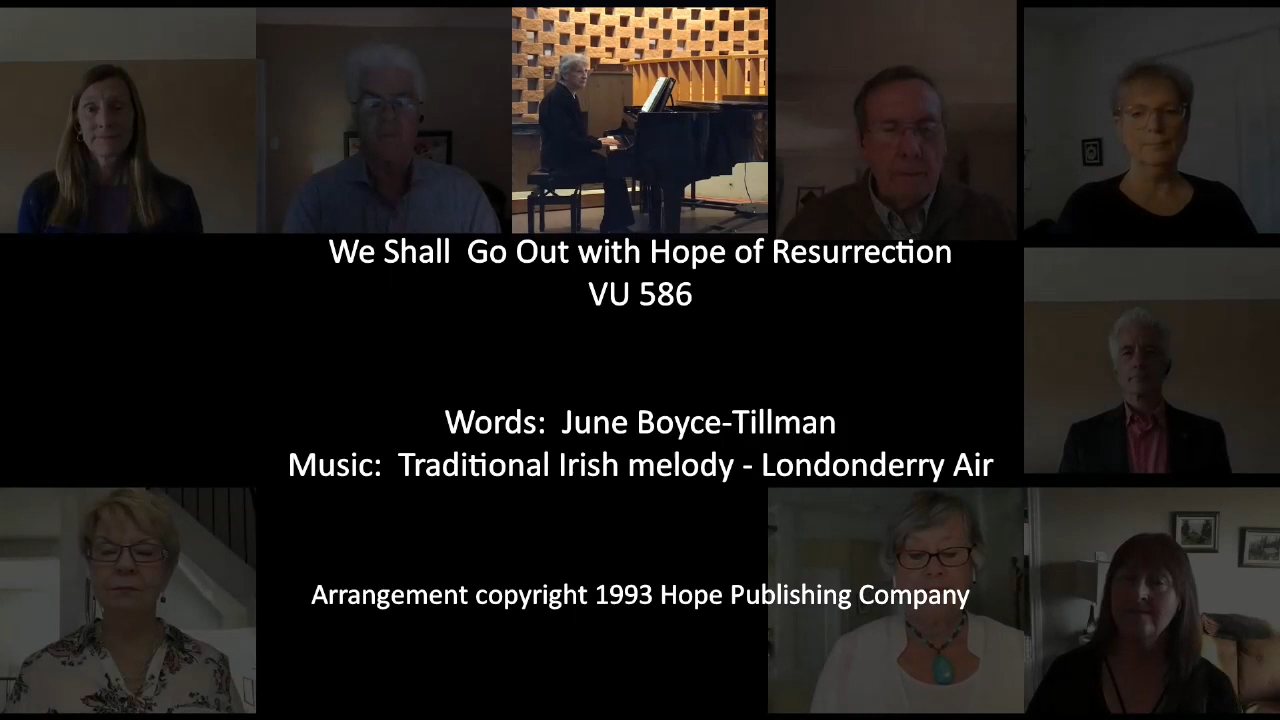 We Shall  Go Out with Hope of Resurrection
VU 586
Words:  June Boyce-Tillman
Music:  Traditional Irish melody - Londonderry Air
Arrangement copyright 1993 Hope Publishing Company